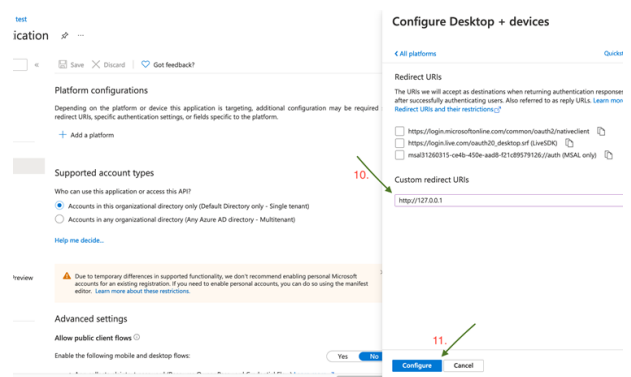 test
ication
Save
Discard
Got feedback?
Platform configurations
Depending on the platform or device this application is targeting, additional configuration may be required
redirect URIs, specific authentication settings, or fields specific to the platform.
Add a platform
Supported account types
Who can use this application or access this API?
Accounts in this organizational directory only (Default Directory only - Single tenant)
Accounts in any organizational directory (Any Azure AD directory - Multitenant)
Help me decide...
Preview
Due to temporary differences in supported functionality, we don't recommend enabling personal Microsoft
accounts for an existing registration. If you need to enable personal accounts, you can do so using the manifest
editor. Learn more about these restrictions.
Advanced settings
Allow public client flows
Enable the following mobile and desktop flows:
Yes
No
Configure Desktop + devices
All platforms
Quicks
Redirect URIs
The URIs we will accept as destinations when returning authentication responses
after successfully authenticating users. Also referred to as reply URLs. Learn more
Redirect URIs and their restrictions
https://login.microsoftonline.com/common/oauth2/nativeclient
https://login.live.com/oauth20_desktop.srf (LiveSDK)
msal31260315-ce4b-450e-aad8-f21c89579126://auth (MSAL only)
10.
Custom redirect URIs
http://127.0.0.1
11.
Configure
Cancel